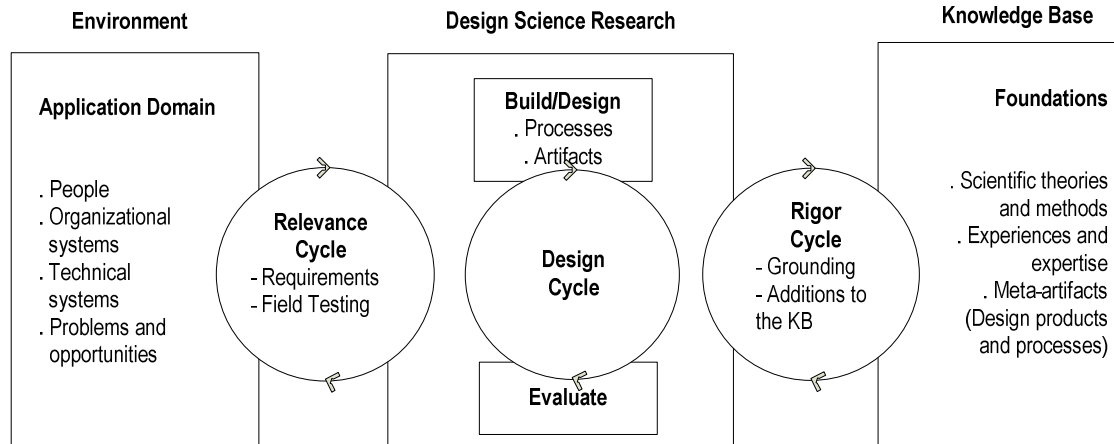 Environment
Design Science Research
Knowledge Base
Application Domain
. People
. Organizational
systems
. Technical
systems
. Problems and
opportunities
Relevance
Cycle
- Requirements
- Field Testing
Build/Design
. Processes
. Artifacts
Design
Cycle
Evaluate
Rigor
Cycle
- Grounding
- Additions to
the KB
Foundations
. Scientific theories
and methods
. Experiences and
expertise
. Meta-artifacts
(Design products
and processes)